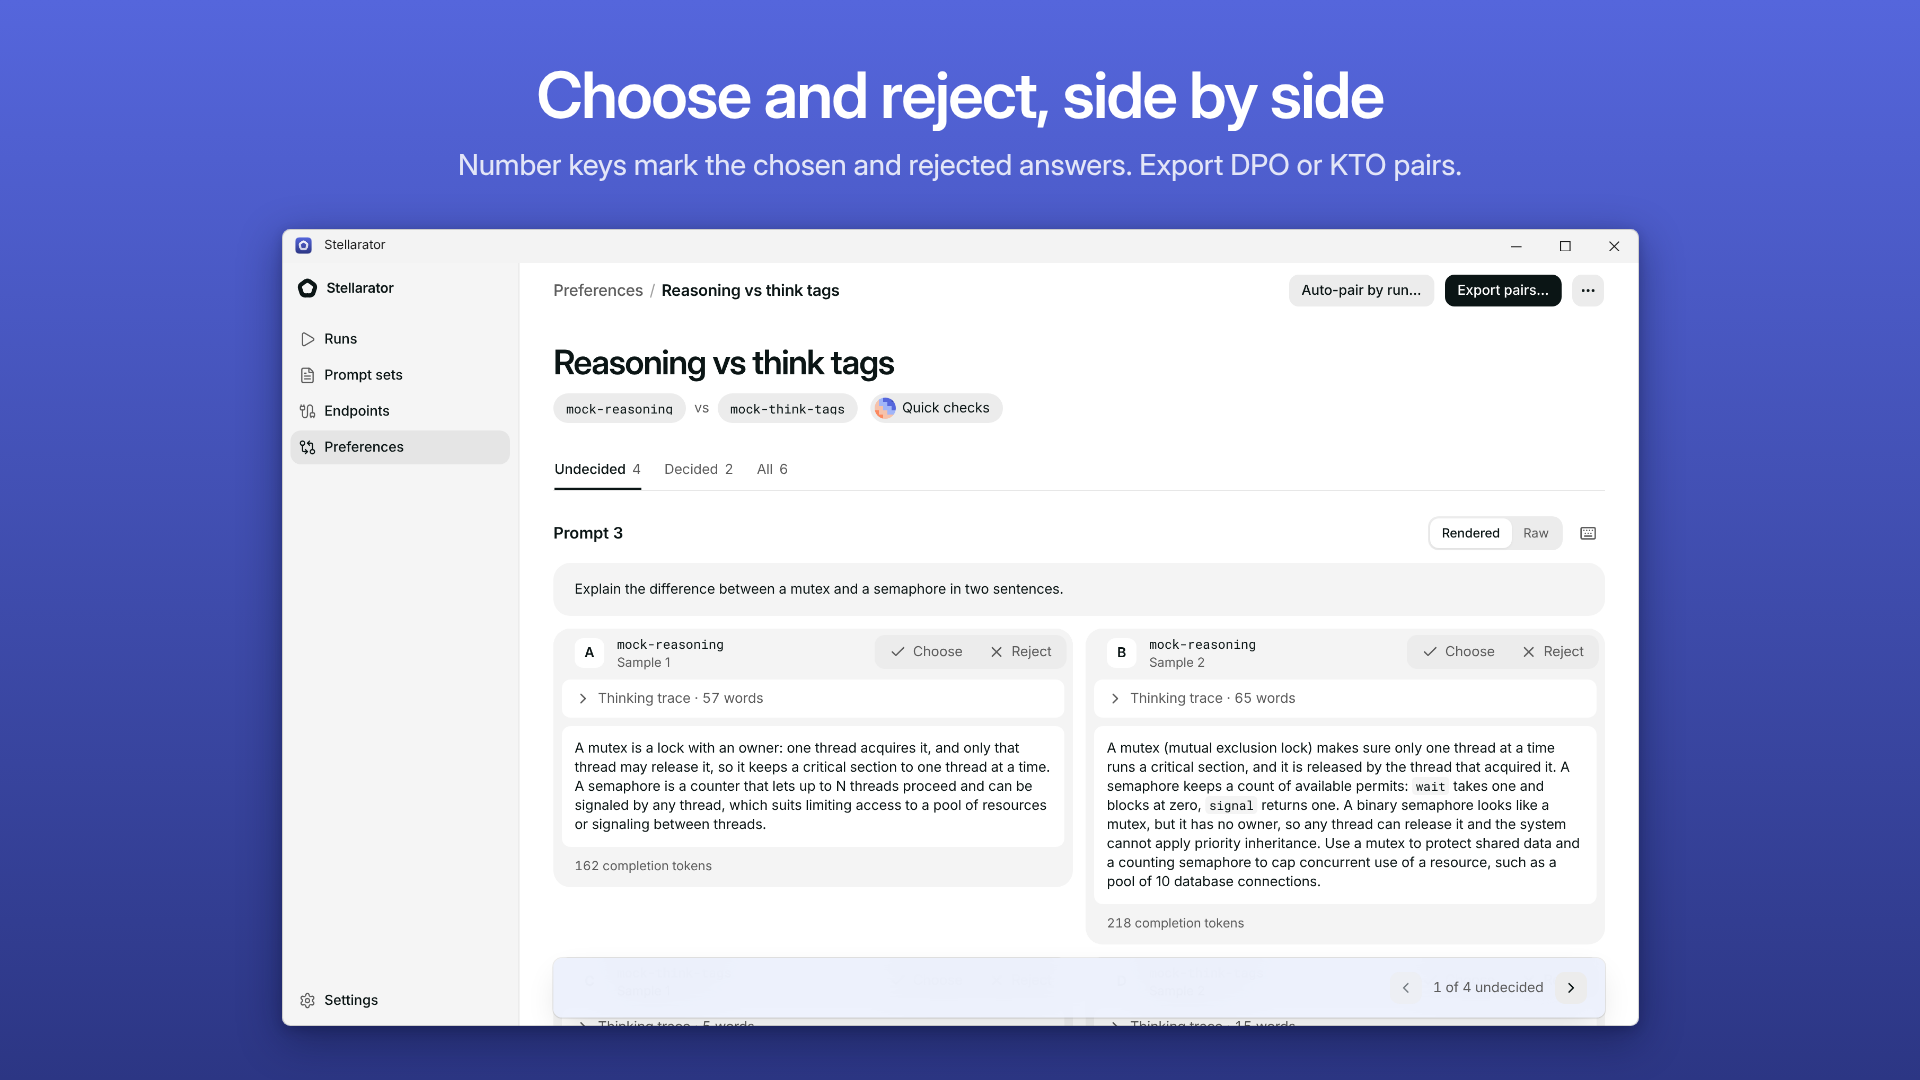 Choose and reject, side by side
Number keys mark the chosen and rejected answers. Export DPO or KTO pairs.
Stellarator
Stellarator
Runs
Prompt sets
Endpoints
Preferences
Settings
Preferences / Reasoning vs think tags
Auto-pair by run...
Export pairs...
Reasoning vs think tags
mock-reasoning vs mock-think-tags Quick checks
Undecided 4 Decided 2 All 6
Prompt 3
Rendered Raw
Explain the difference between a mutex and a semaphore in two sentences.
A
mock-reasoning
Sample 1
Choose Reject
Thinking trace · 57 words
A mutex is a lock with an owner: one thread acquires it, and only that
thread may release it, so it keeps a critical section to one thread at a time.
A semaphore is a counter that lets up to N threads proceed and can be
signaled by any thread, which suits limiting access to a pool of resources
or signaling between threads.
162 completion tokens
B
mock-reasoning
Sample 2
Choose Reject
Thinking trace · 65 words
A mutex (mutual exclusion lock) makes sure only one thread at a time
runs a critical section, and it is released by the thread that acquired it. A
semaphore keeps a count of available permits: wait takes one and
blocks at zero, signal returns one. A binary semaphore looks like a
mutex, but it has no owner, so any thread can release it and the system
cannot apply priority inheritance. Use a mutex to protect shared data and
a counting semaphore to cap concurrent use of a resource, such as a
pool of 10 database connections.
218 completion tokens
1 of 4 undecided
Thinking trace · 5 words
Thinking trace · 15 words